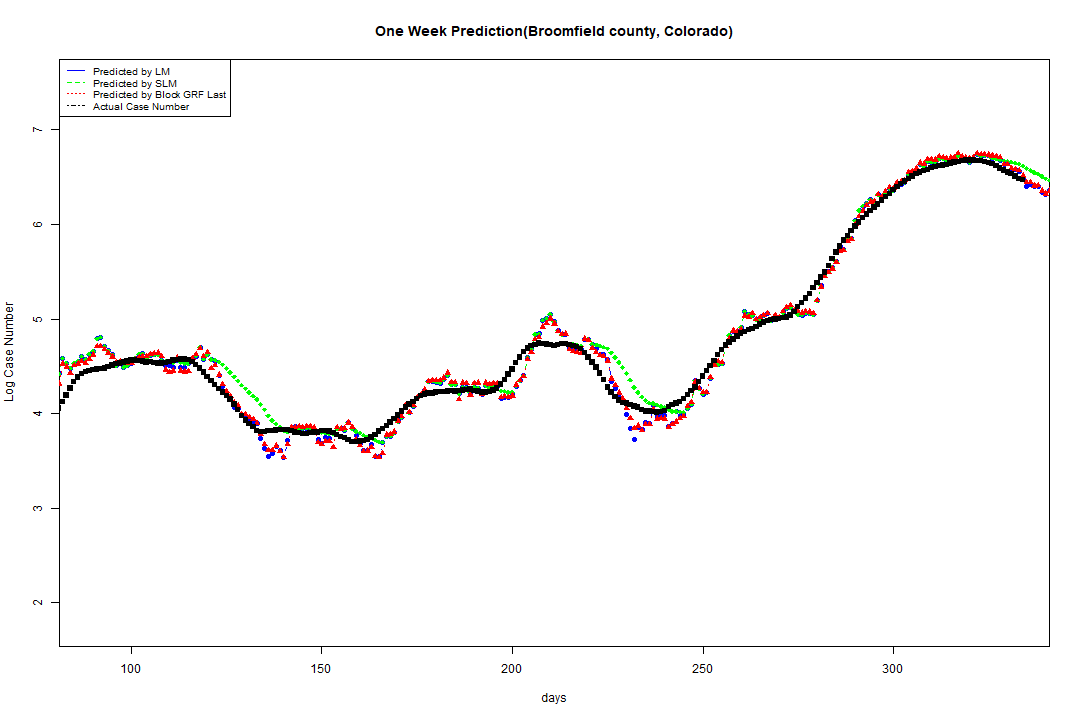 One Week Prediction(Broomfield county, Colorado)
Predicted by LM
Predicted by SLM
Predicted by Block GRF Last
Actual Case Number
Log Case Number
7
6
5
4
3
2
100 150 200 250 300
days